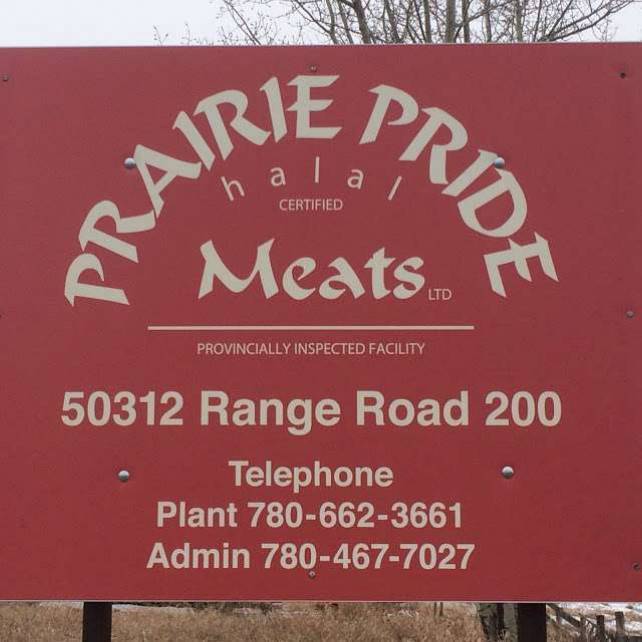 PRAIRIE PRIDE
halal
CERTIFIED
Meats LTD
PROVINCIALLY INSPECTED FACILITY
50312 Range Road 200
Telephone
Plant 780-662-3661
Admin 780-467-7027